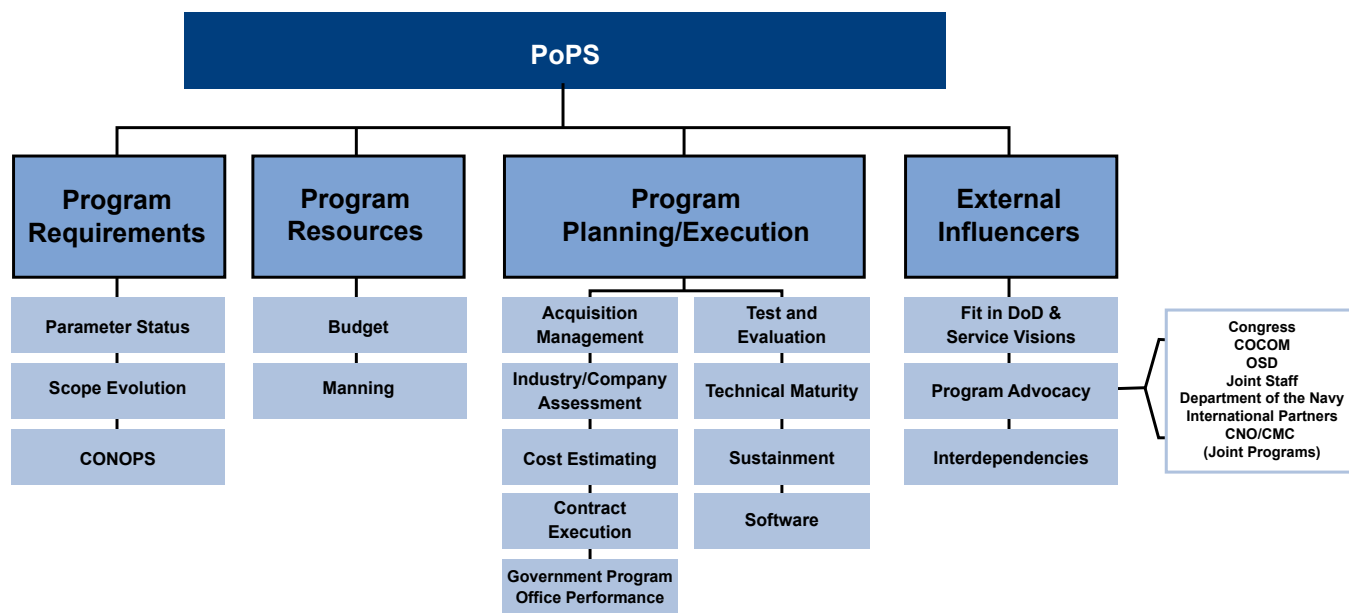 PoPS
Program
Requirements
Parameter Status
Scope Evolution
CONOPS
Program
Resources
Budget
Manning
Program
Planning/Execution
Acquisition
Management
Industry/Company
Assessment
Cost Estimating
Contract
Execution
Government Program
Office Performance
Test and
Evaluation
Technical Maturity
Sustainment
Software
External
Influencers
Fit in DoD &
Service Visions
Program Advocacy
Interdependencies
Congress
COCOM
OSD
Joint Staff
Department of the Navy
International Partners
CNO/CMC
(Joint Programs)